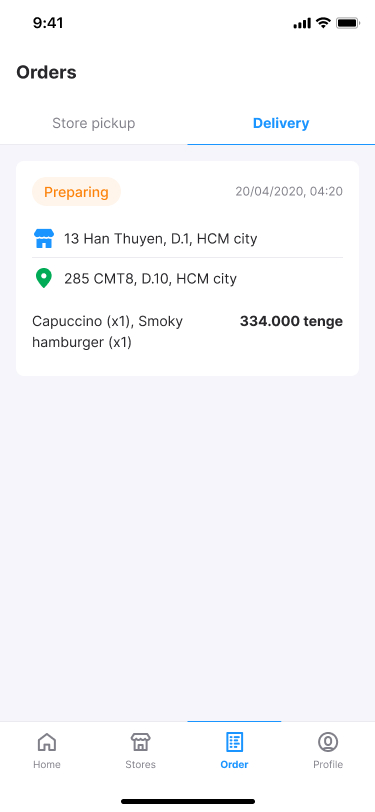 9:41
Orders
Store pickup
Delivery
Preparing
20/04/2020, 04:20
13 Han Thuyen, D.1, HCM city
285 CMT8, D.10, HCM city
Capuccino (x1), Smoky
hamburger (x1)
334.000 tenge
Home
Stores
Order
Profile